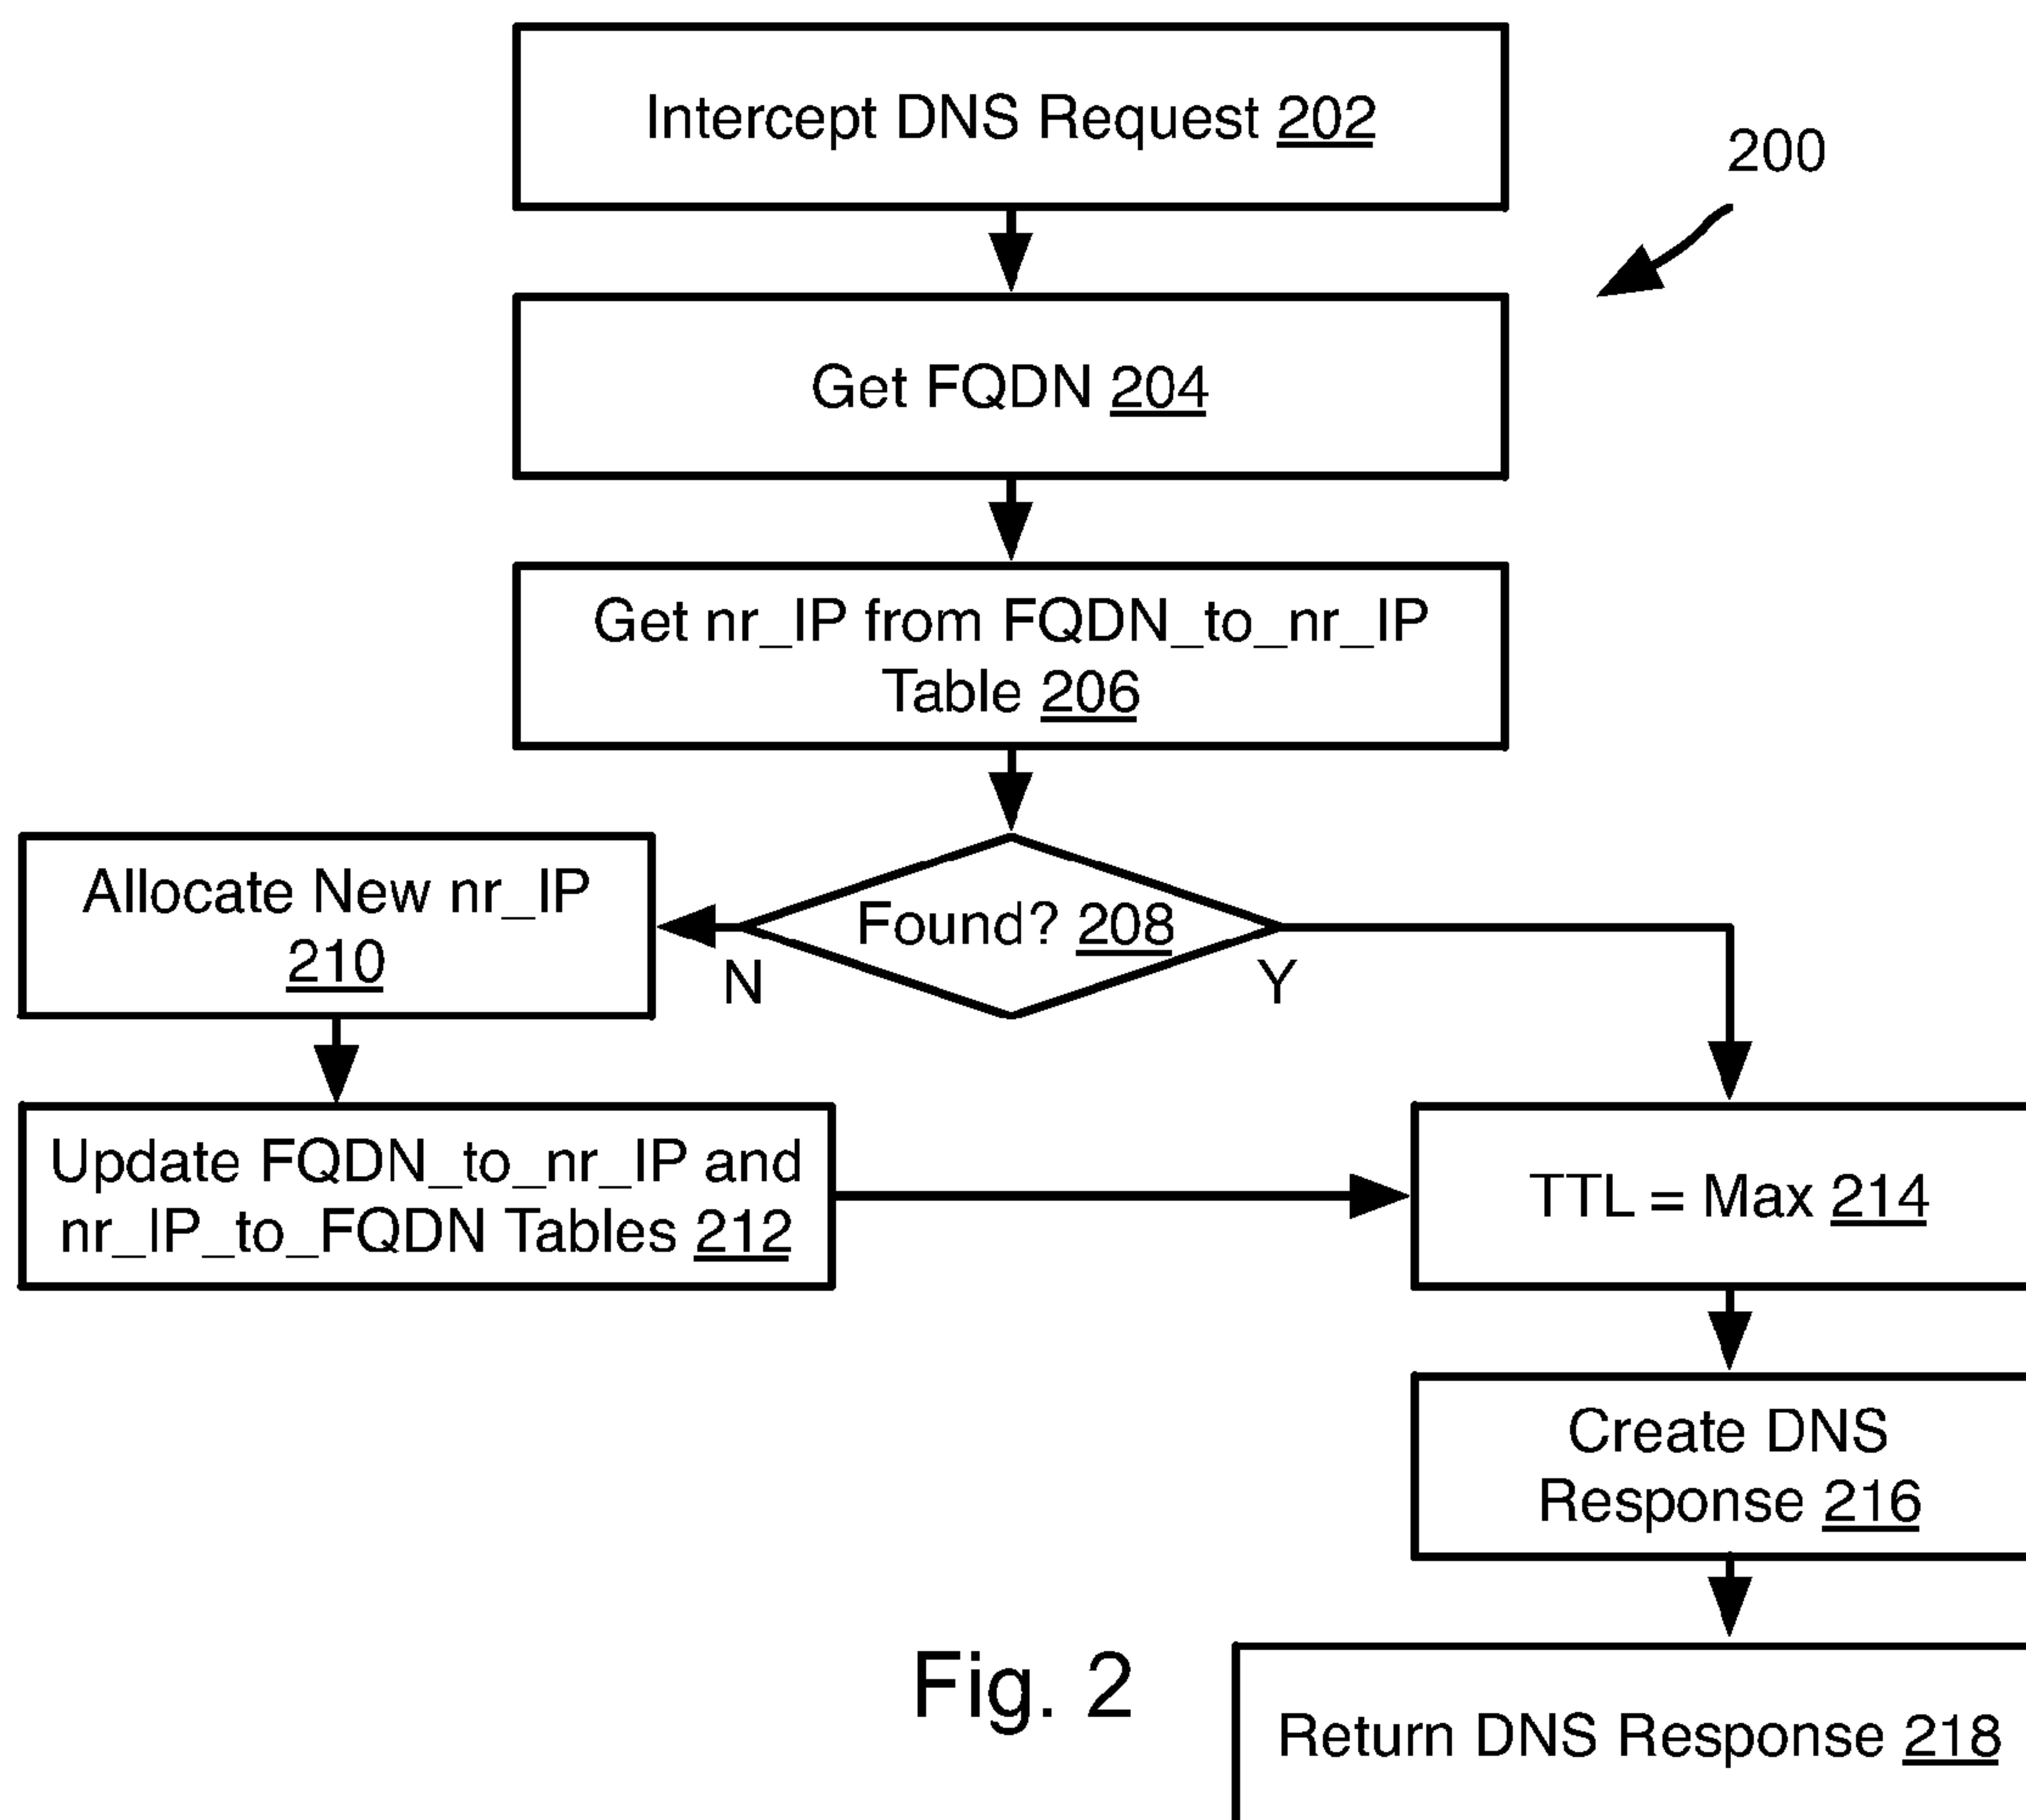 Intercept DNS Request 202
200
Get FQDN 204
Get nr_IP from FQDN_to_nr_IP
Table 206
Allocate New nr_IP
210
Found? 208
N
Y
Update FQDN_to_nr_IP and
nr_IP_to_FQDN Tables 212
TTL = Max 214
Create DNS
Response 216
Return DNS Response 218
Fig. 2